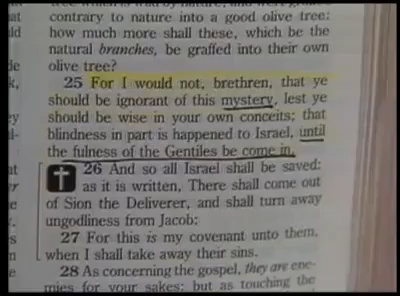 contrary to nature into a good olive tree:
how much more shall these, which be the
natural branches, be graffed into their own
olive tree?
25 For I would not, brethren, that ye
should be ignorant of this mystery, lest ye
should be wise in your own conceits; that
blindness in part is happened to Israel, until
the fulness of the Gentiles be come in.
26 And so all Israel shall be saved:
as it is written, There shall come out
of Sion the Deliverer, and shall turn away
ungodliness from Jacob:
27 For this is my covenant unto them,
when I shall take away their sins.
28 As concerning the gospel, they are ene-
mies for your sakes: but as touching the